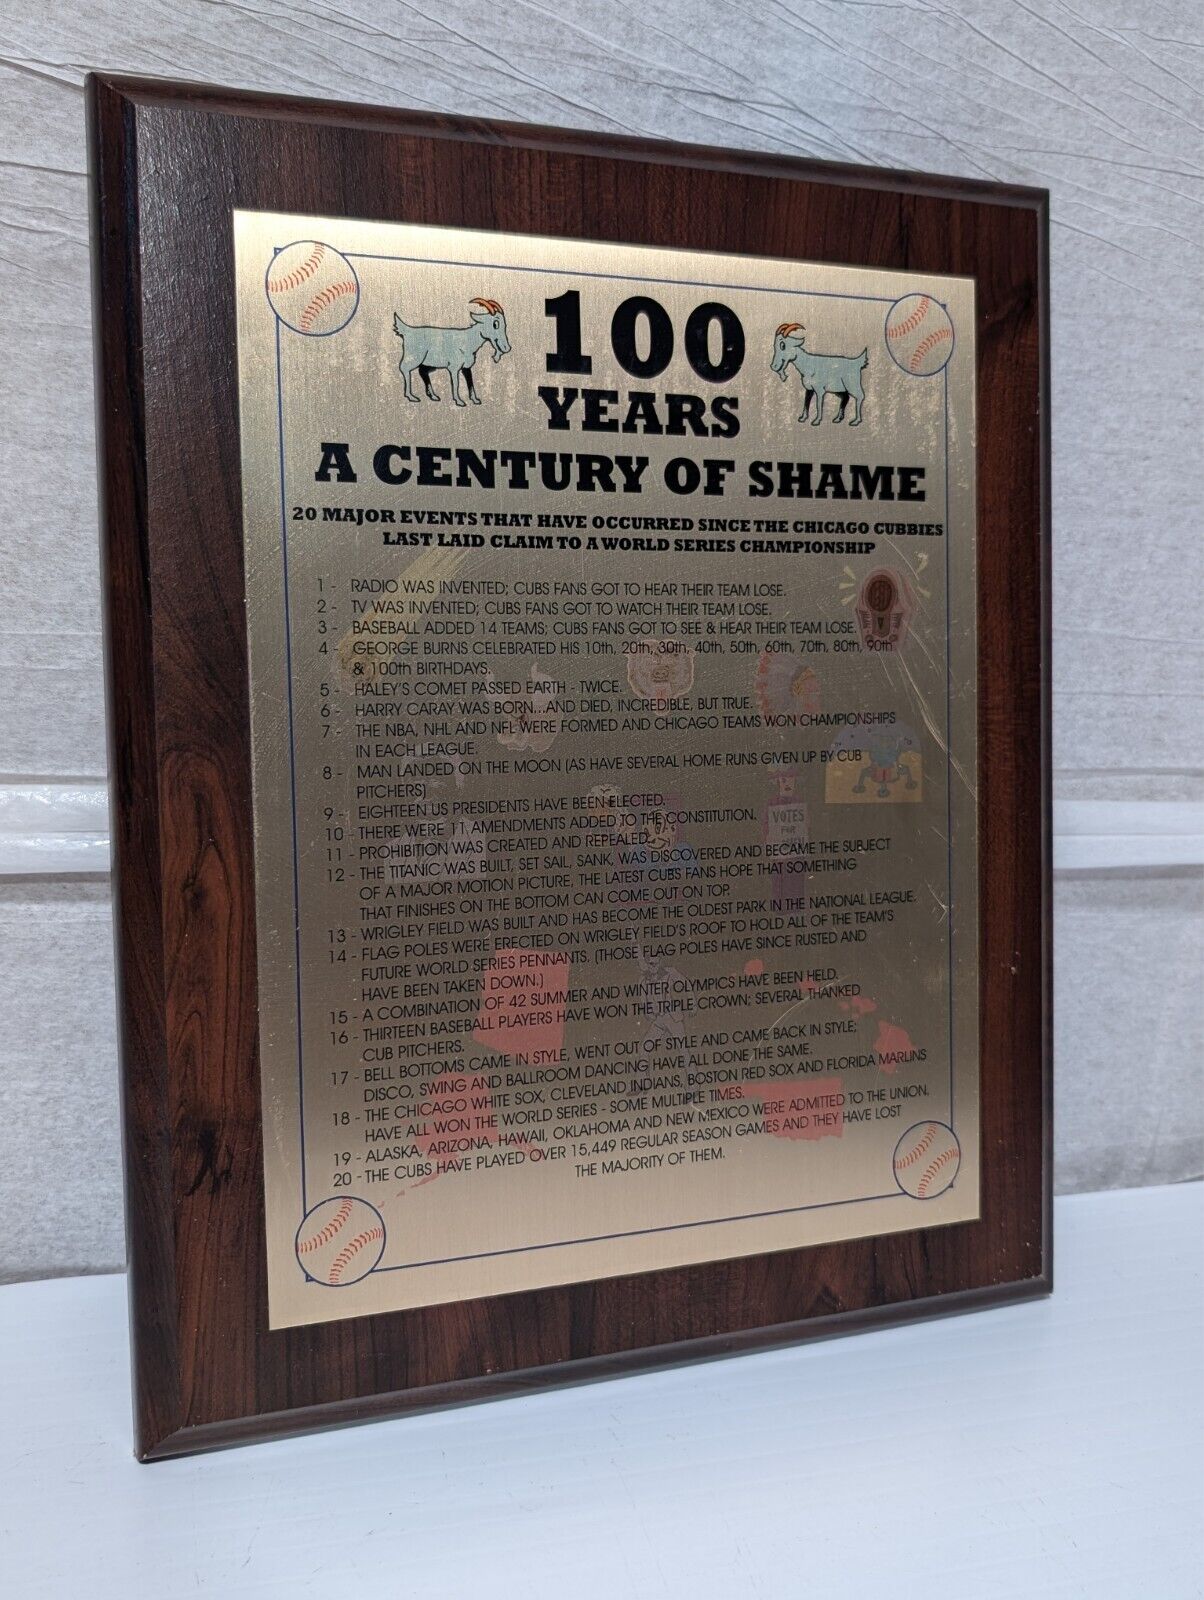 100
YEARS
A CENTURY OF SHAME
20 MAJOR EVENTS THAT HAVE OCCURRED SINCE THE CHICAGO CUBBIES
LAST LAID CLAIM TO A WORLD SERIES CHAMPIONSHIP
1 - RADIO WAS INVENTED; CUBS FANS GOT TO HEAR THEIR TEAM LOSE.
2 - TV WAS INVENTED; CUBS FANS GOT TO WATCH THEIR TEAM LOSE.
3 - BASEBALL ADDED 14 TEAMS; CUBS FANS GOT TO SEE & HEAR THEIR TEAM LOSE.
4 - GEORGE BURNS CELEBRATED HIS 10th, 20th, 30th, 40th, 50th, 60th, 70th, 80th, 90th
& 100th BIRTHDAYS.
5 - HALEY'S COMET PASSED EARTH - TWICE.
6 - HARRY CARAY WAS BORN...AND DIED, INCREDIBLE, BUT TRUE.
7 - THE NBA, NHL AND NFL WERE FORMED AND CHICAGO TEAMS WON CHAMPIONSHIPS
IN EACH LEAGUE.
8 - MAN LANDED ON THE MOON (AS HAVE SEVERAL HOME RUNS GIVEN UP BY CUB
PITCHERS)
9 - EIGHTEEN US PRESIDENTS HAVE BEEN ELECTED.
10 - THERE WERE 11 AMENDMENTS ADDED TO THE CONSTITUTION.
11 - PROHIBITION WAS CREATED AND REPEALED.
12 - THE TITANIC WAS BUILT, SET SAIL, SANK, WAS DISCOVERED AND BECAME THE SUBJECT
OF A MAJOR MOTION PICTURE, THE LATEST CUBS FANS HOPE THAT SOMETHING
THAT FINISHES ON THE BOTTOM CAN COME OUT ON TOP.
13 - WRIGLEY FIELD WAS BUILT AND HAS BECOME THE OLDEST PARK IN THE NATIONAL LEAGUE.
14 - FLAG POLES WERE ERECTED ON WRIGLEY FIELD'S ROOF TO HOLD ALL OF THE TEAM'S
FUTURE WORLD SERIES PENNANTS. (THOSE FLAG POLES HAVE SINCE RUSTED AND
HAVE BEEN TAKEN DOWN.)
15 - A COMBINATION OF 42 SUMMER AND WINTER OLYMPICS HAVE BEEN HELD.
16 - THIRTEEN BASEBALL PLAYERS HAVE WON THE TRIPLE CROWN; SEVERAL THANKED
CUB PITCHERS.
17 - BELL BOTTOMS CAME IN STYLE, WENT OUT OF STYLE AND CAME BACK IN STYLE;
DISCO, SWING AND BALLROOM DANCING HAVE ALL DONE THE SAME.
18 - THE CHICAGO WHITE SOX, CLEVELAND INDIANS, BOSTON RED SOX AND FLORIDA MARLINS
HAVE ALL WON THE WORLD SERIES - SOME MULTIPLE TIMES.
19 - ALASKA, ARIZONA, HAWAII, OKLAHOMA AND NEW MEXICO WERE ADMITTED TO THE UNION.
20 - THE CUBS HAVE PLAYED OVER 15,449 REGULAR SEASON GAMES AND THEY HAVE LOST
THE MAJORITY OF THEM.
VOTES
FOR